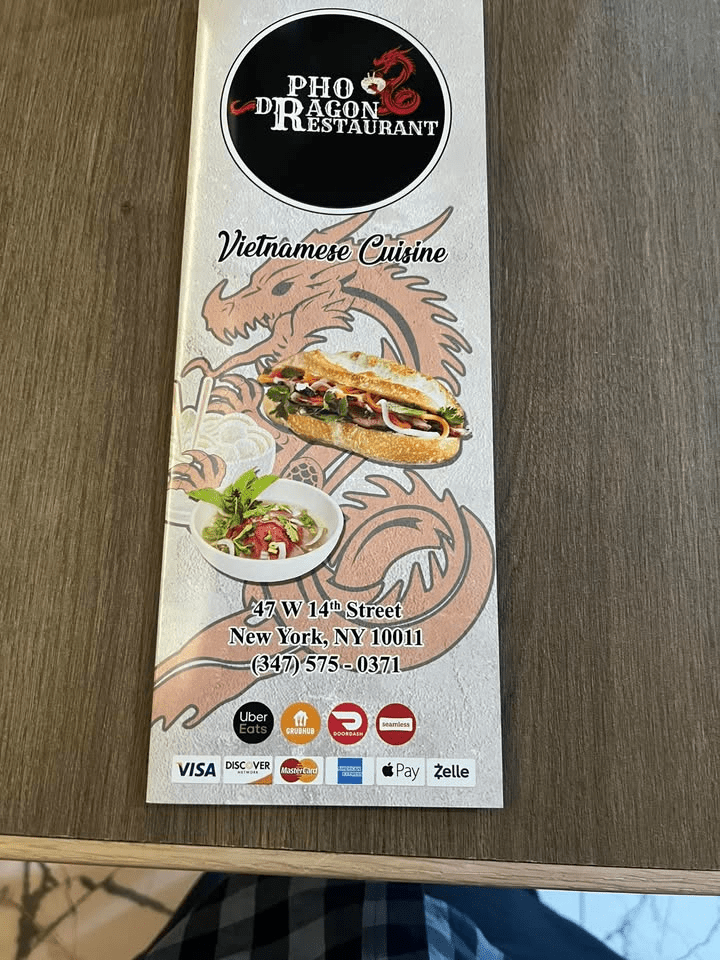 PHO
DRAGON
RESTAURANT
Vietnamese Cuisine
47 W 14th Street
New York, NY 10011
(347) 575 - 0371
Uber Eats
GRUBHUB
DOORDASH
seamless
VISA
DISCOVER
NETWORK
MasterCard
AMERICAN EXPRESS
Pay
Zelle